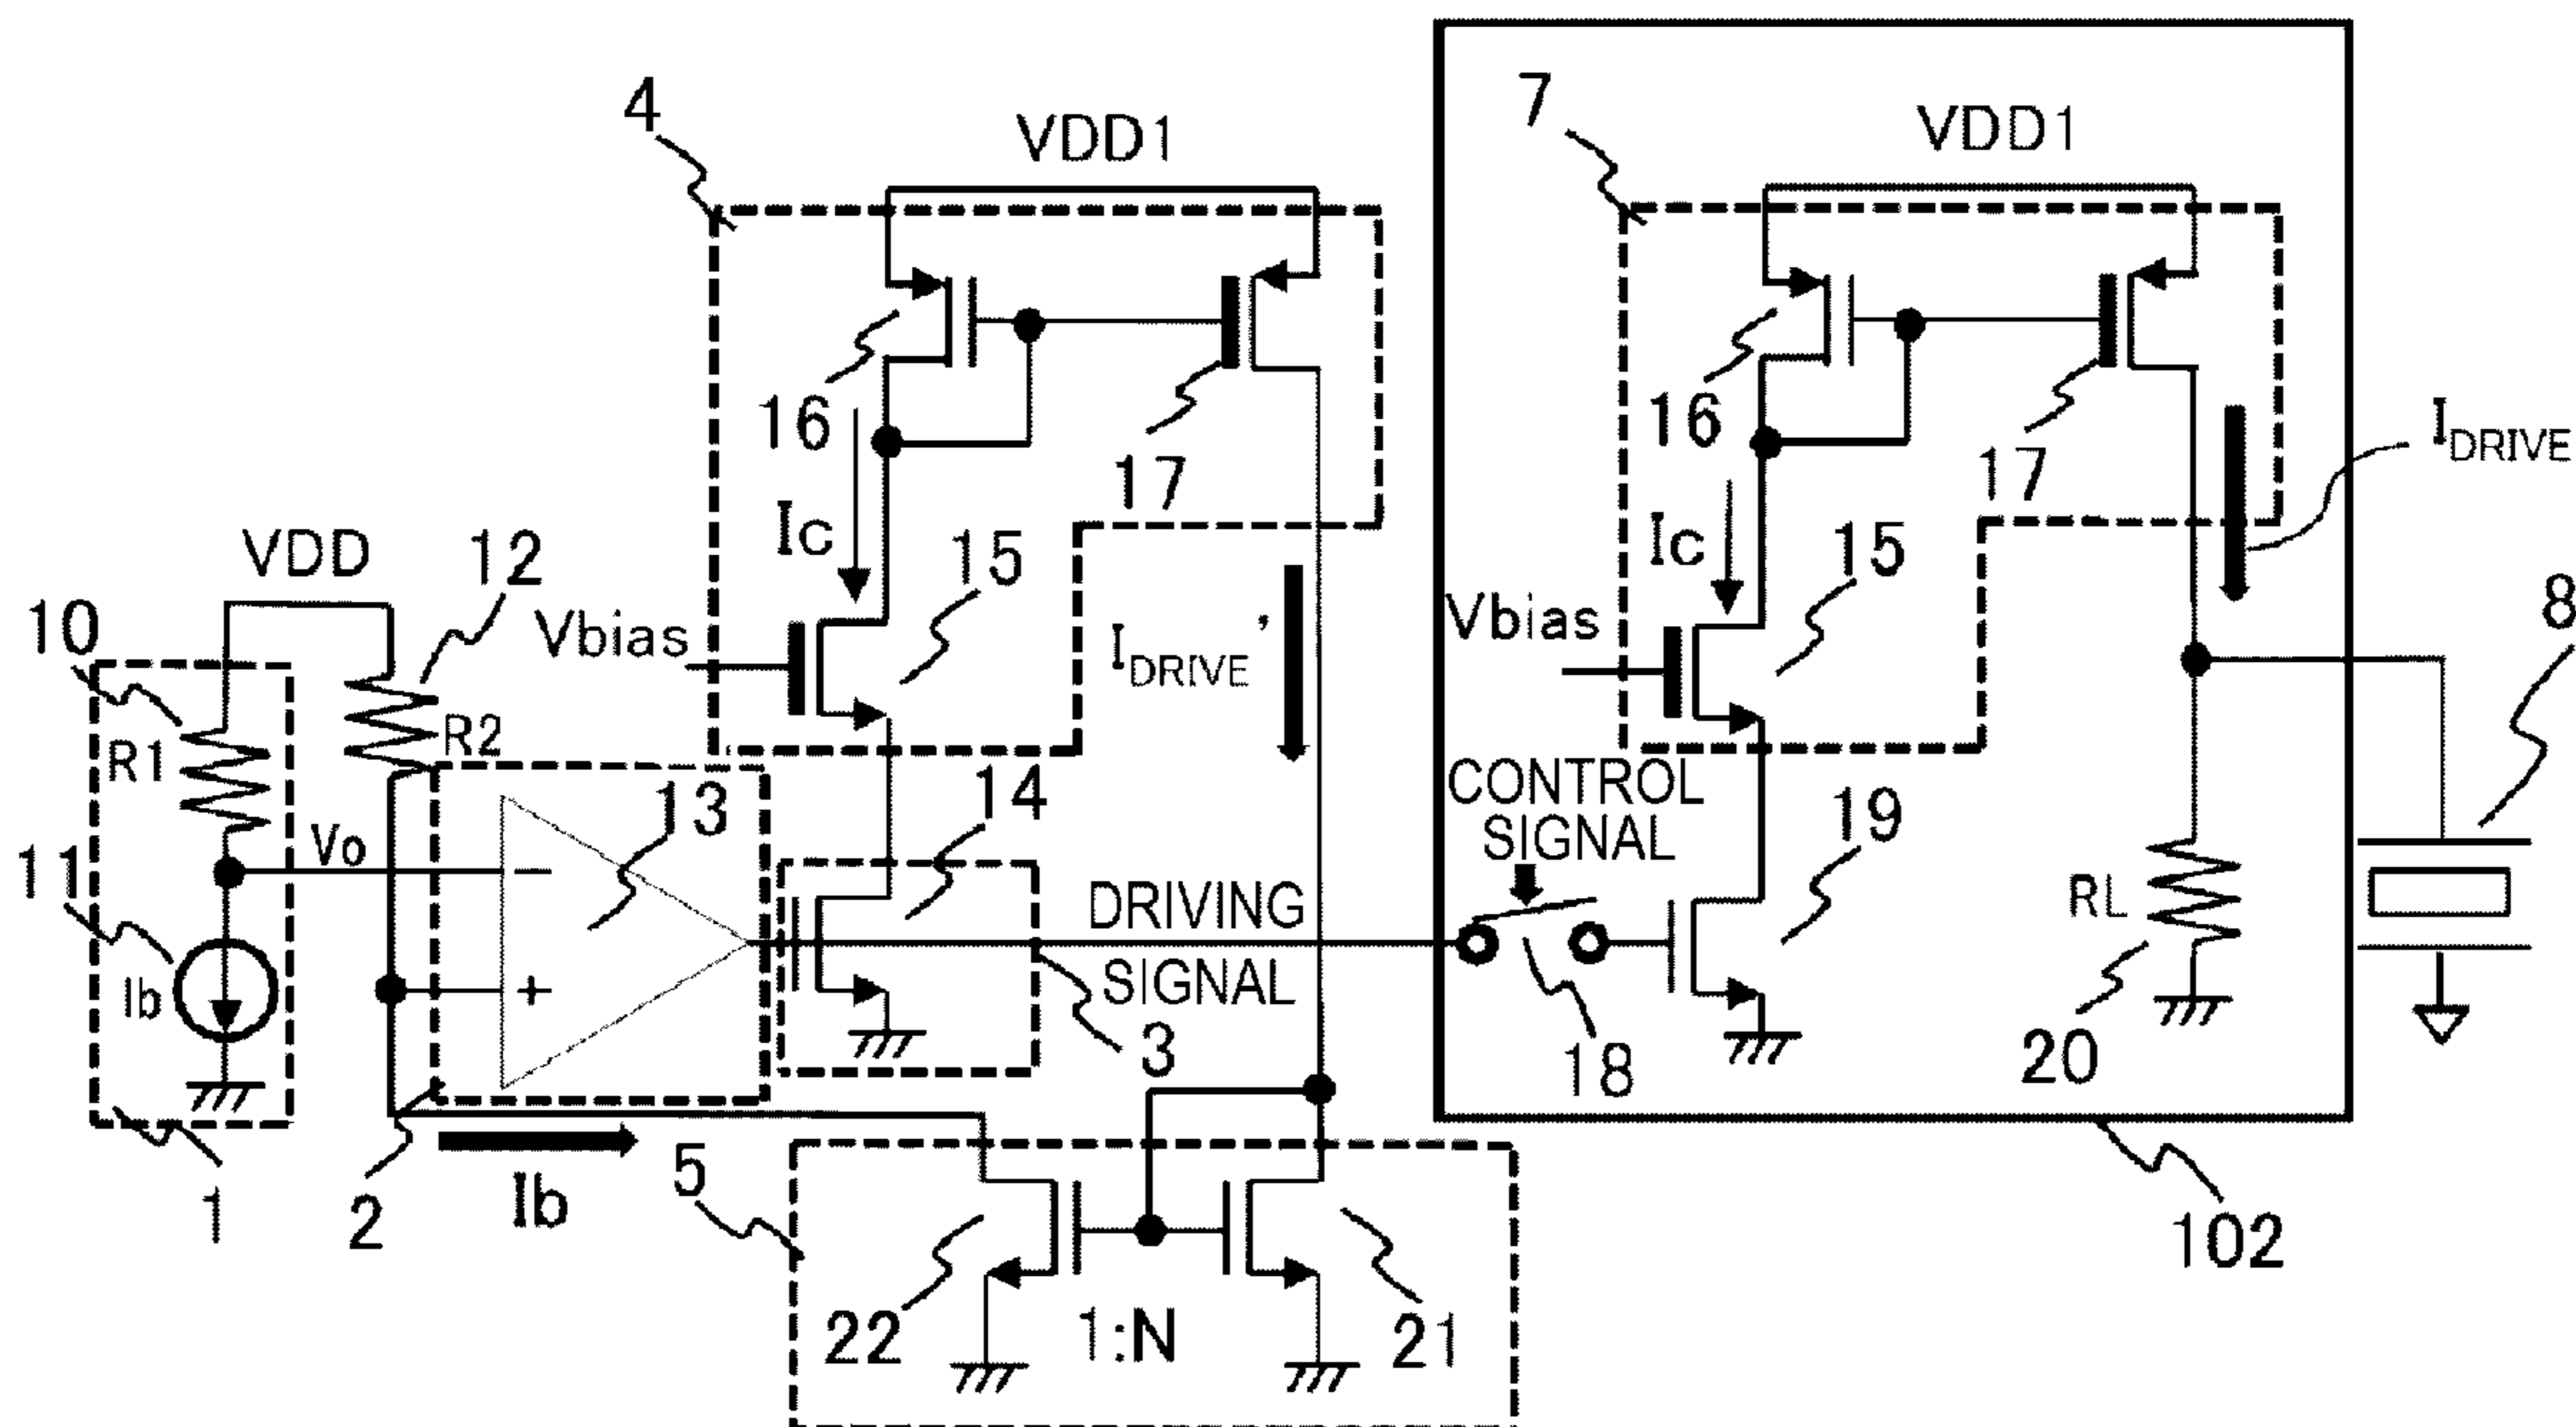 4
VDD1
7
VDD1
16
17
Ic
15
Vbias
I DRIVE '
16
17
Ic
15
Vbias
I DRIVE
8
VDD
12
10
R1
R2
11
Vo
Ib
13
−
+
14
DRIVING
SIGNAL
3
CONTROL
SIGNAL
18
19
RL
20
1
2
Ib
5
22
1:N
21
102